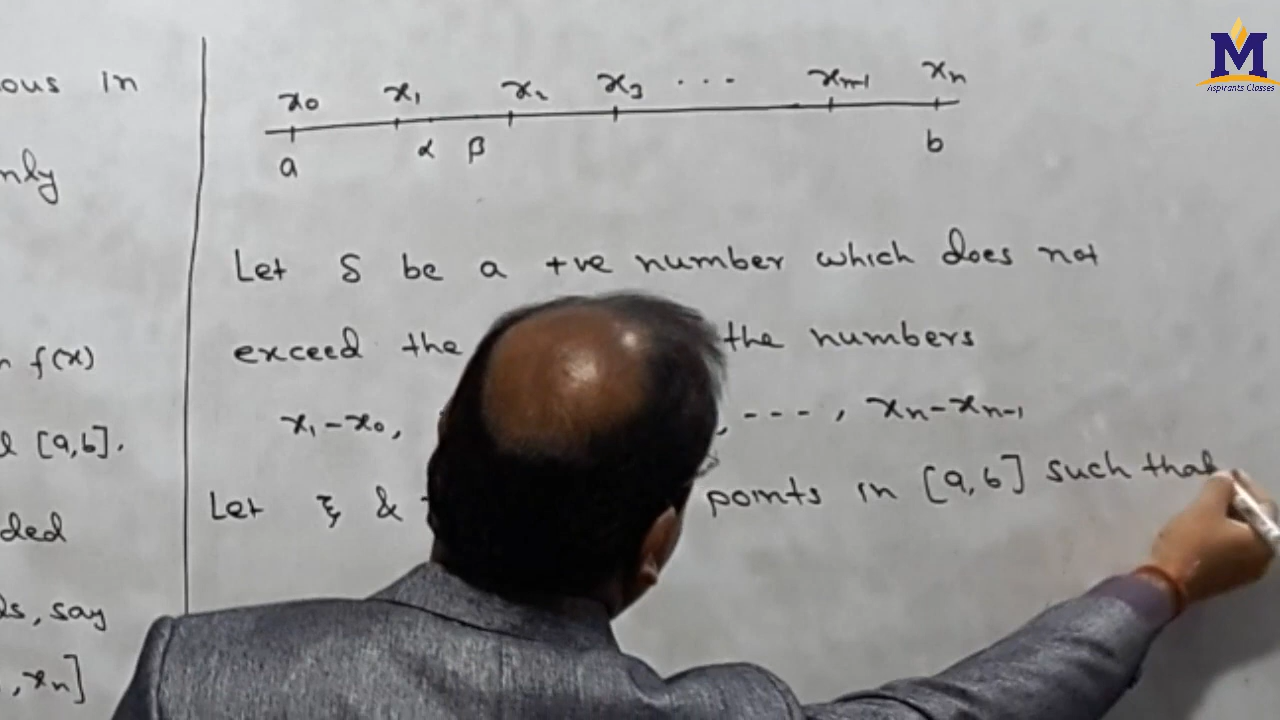 ous in
nly
n f(x)
l [a,b].
ded
ls, say
, xn]
x0 x1 x2 x3 ... xn-1 xn
a α β b
Let δ be a +ve number which does not
exceed the the numbers
x1-x0, , ---, xn-xn-1
Let ξ & points in [a,b] such that
M
Aspirants Classes